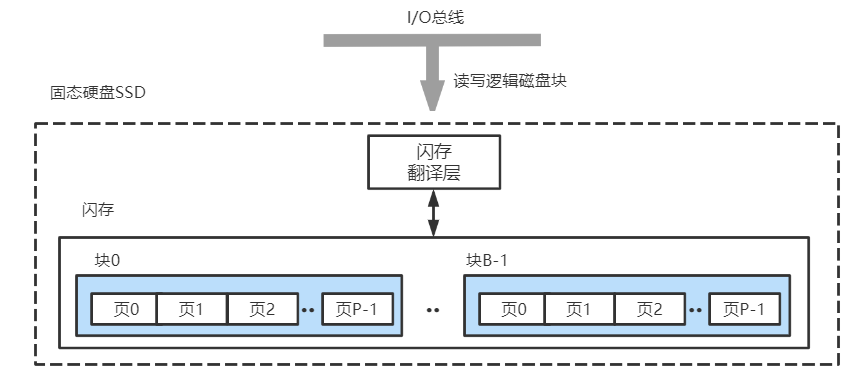 I/O总线
读写逻辑磁盘块
固态硬盘SSD
闪存
翻译层
闪存
块0
块B-1
页0 页1 页2 ·· 页P-1 ·· 页0 页1 页2 ·· 页P-1